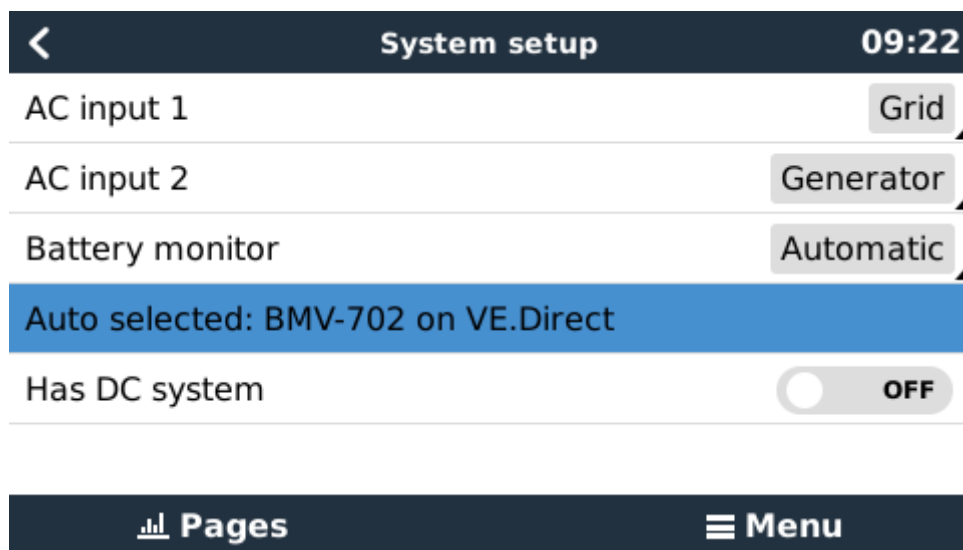 System setup 09:22
AC input 1 Grid
AC input 2 Generator
Battery monitor Automatic
Auto selected: BMV-702 on VE.Direct
Has DC system OFF
Pages Menu